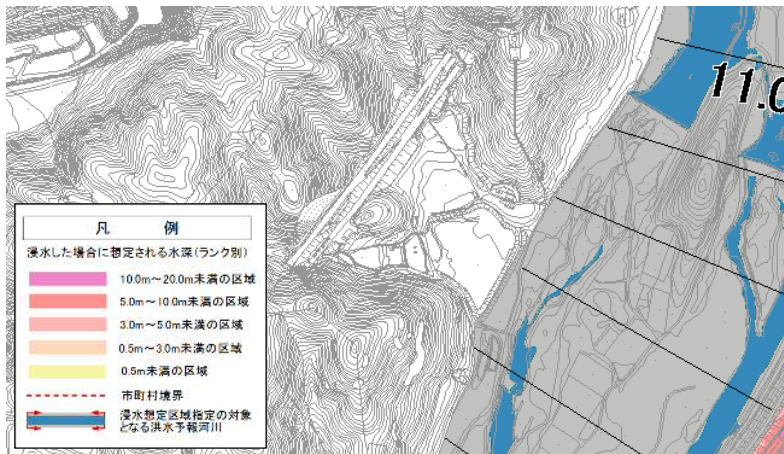 11.0
凡 例
浸水した場合に想定される水深(ランク別)
10.0m~20.0m未満の区域
5.0m~10.0m未満の区域
3.0m~5.0m未満の区域
0.5m~3.0m未満の区域
0.5m未満の区域
市町村境界
浸水想定区域指定の対象
となる洪水予報河川